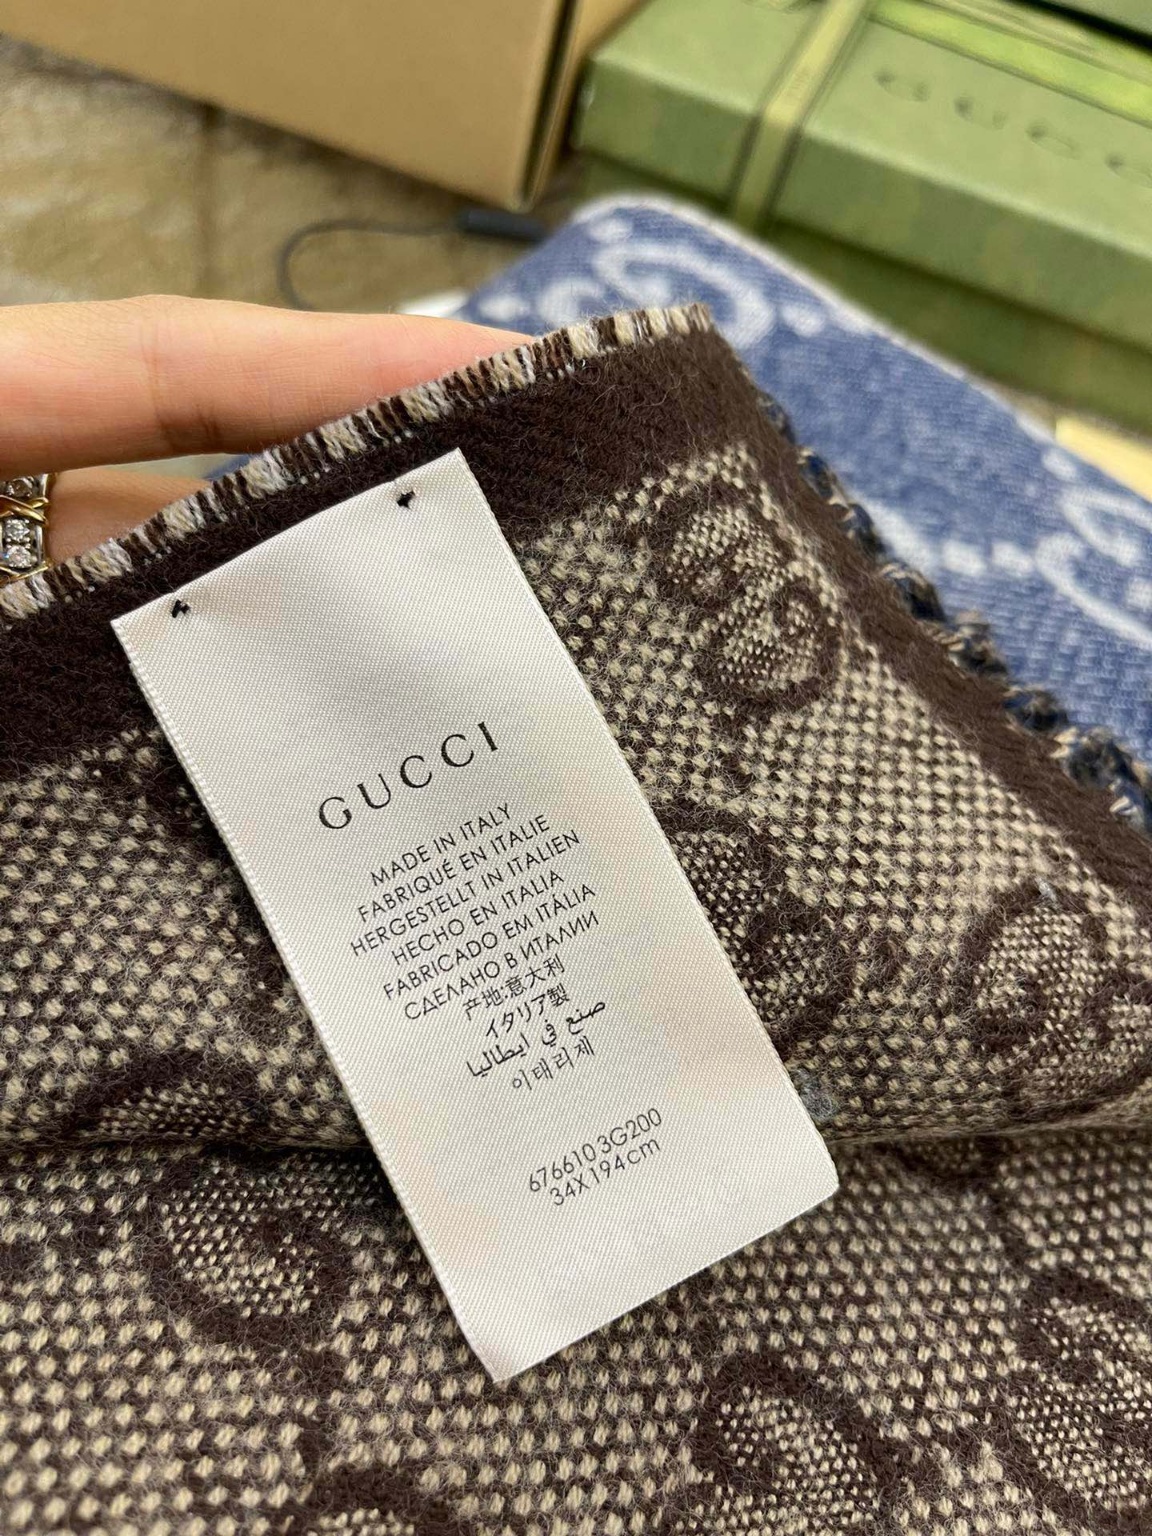 GUCCI
MADE IN ITALY
FABRIQUÉ EN ITALIE
HERGESTELLT IN ITALIEN
HECHO EN ITALIA
FABRICADO EM ITÁLIA
СДЕЛАНО В ИТАЛИИ
产地:意大利
イタリア製
صنع في ايطاليا
이태리제
676610 3G200
34X194cm